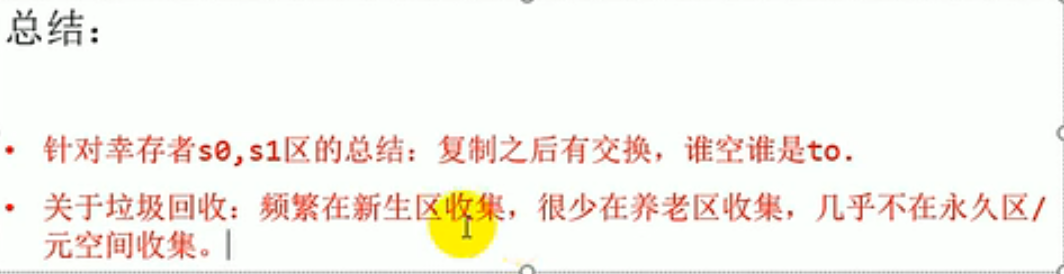 总结：
• 针对幸存者s0,s1区的总结：复制之后有交换，谁空谁是to.
• 关于垃圾回收：频繁在新生区收集，很少在养老区收集，几乎不在永久区/
元空间收集。